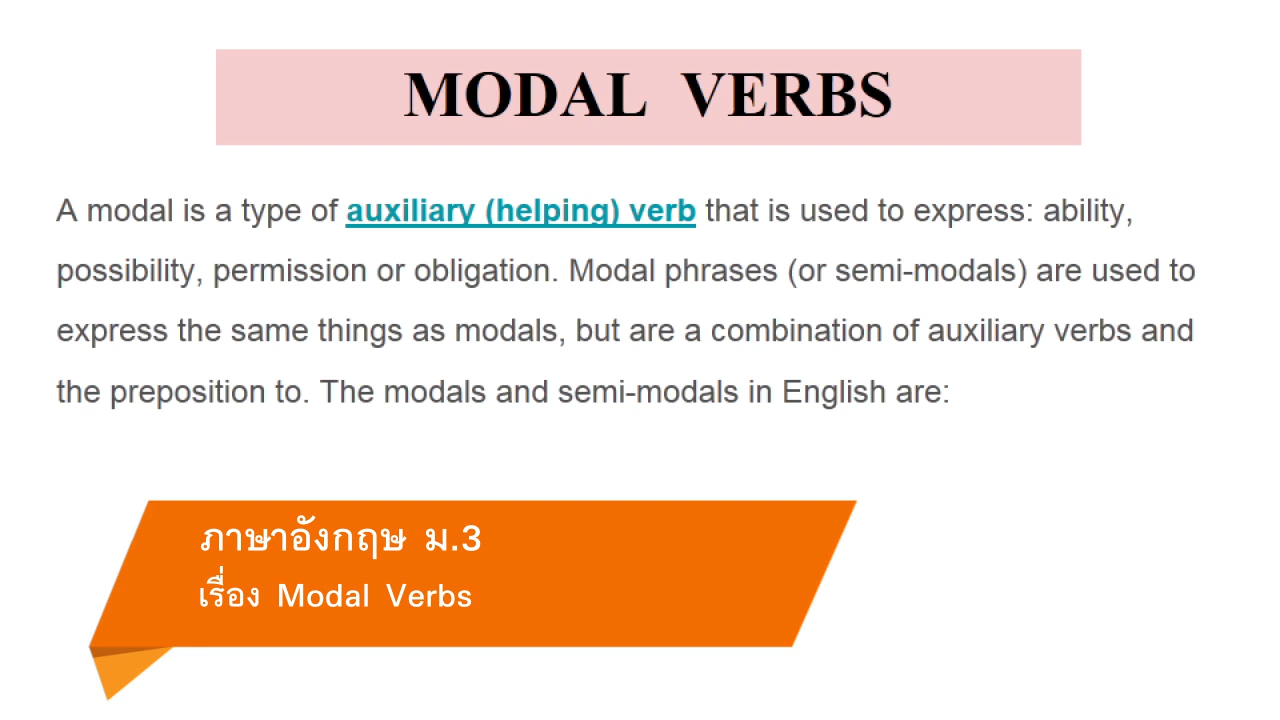 MODAL VERBS
A modal is a type of auxiliary (helping) verb that is used to express: ability,
possibility, permission or obligation. Modal phrases (or semi-modals) are used to
express the same things as modals, but are a combination of auxiliary verbs and
the preposition to. The modals and semi-modals in English are:
ภาษาอังกฤษ ม.3
เรื่อง Modal Verbs